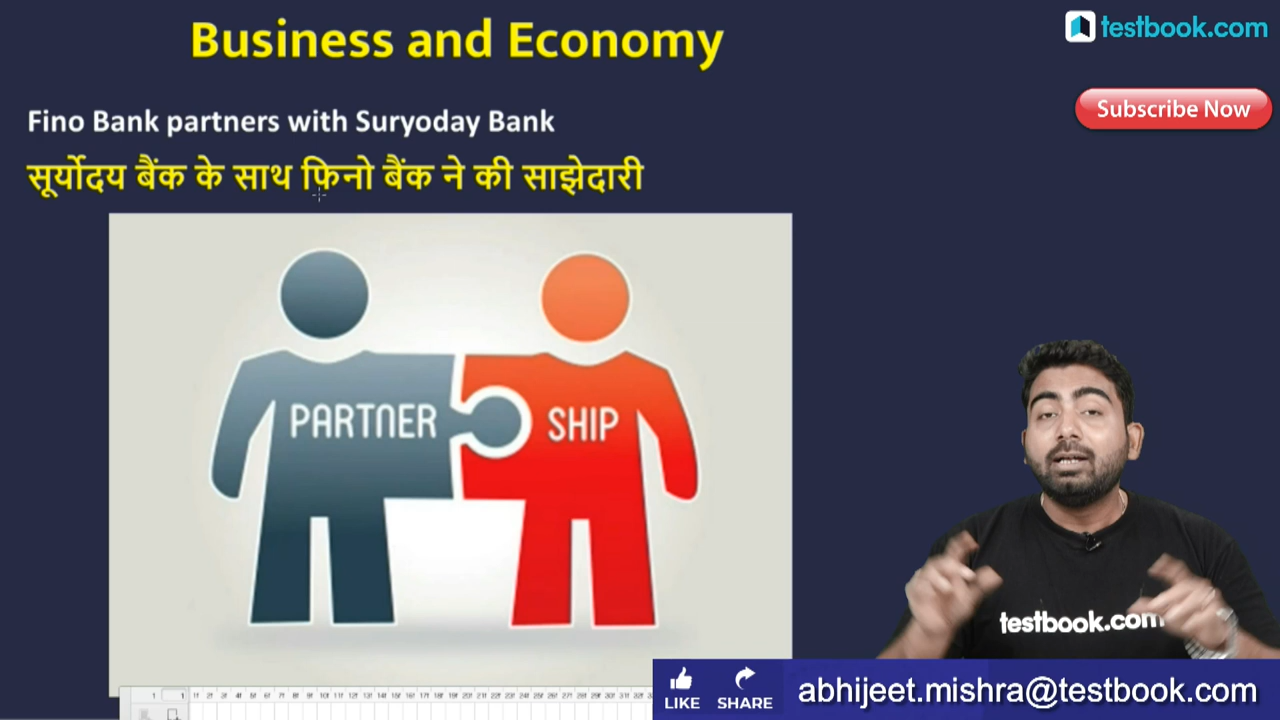 Business and Economy
testbook.com
Subscribe Now
Fino Bank partners with Suryoday Bank
सूर्योदय बैंक के साथ फिनो बैंक ने की साझेदारी
PARTNER SHIP
testbook.com
LIKE SHARE abhijeet.mishra@testbook.com